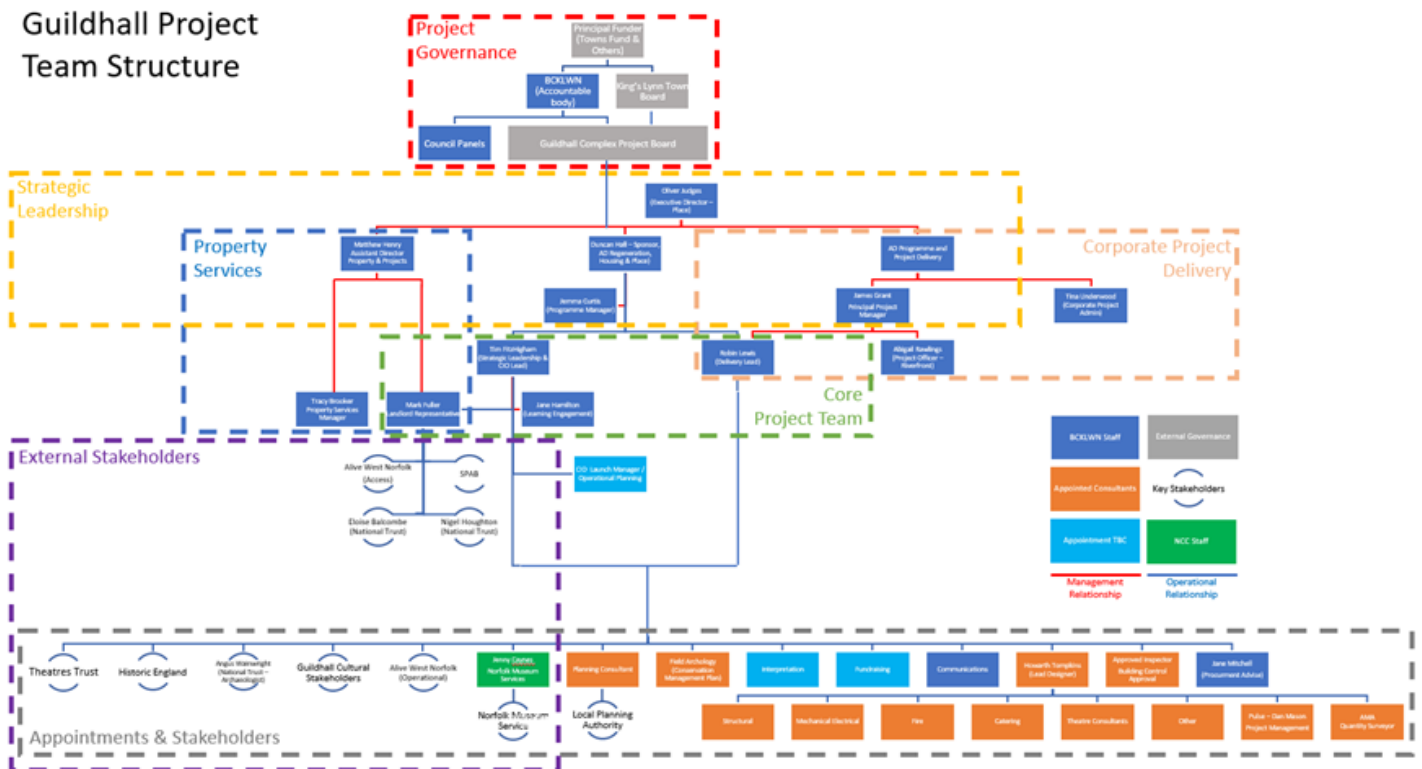 Guildhall Project
Team Structure
Project
Governance
Principal Funder
(Towns Fund &
Others)
BCKLWN
(Accountable
body)
King's Lynn Town
Board
Council Panels
Guildhall Complex Project Board
Strategic
Leadership
Oliver Judges
(Executive Director –
Place)
Property
Services
Matthew Henry
Assistant Director
Property & Projects
Duncan Hall – Sponsor,
AD Regeneration,
Housing & Place)
AD Programme and
Project Delivery
Corporate Project
Delivery
Jemma Curtis
(Programme Manager)
James Grant
Principal Project
Manager
Tina Underwood
(Corporate Project
Admin)
Tim FitzHigham
(Strategic Leadership &
CIO Lead)
Robin Lewis
(Delivery Lead)
Abigail Rawlings
(Project Officer –
Riverfront)
Tracy Brooker
Property Services
Manager
Mark Fuller
Landlord Representative
Jane Hamilton
(Learning Engagement)
Core
Project Team
External Stakeholders
Alive West Norfolk
(Access)
SPAB
CIO Launch Manager /
Operational Planning
Eloise Balcombe
(National Trust)
Nigel Houghton
(National Trust)
BCKLWN Staff
External Governance
Appointed Consultants
Key Stakeholders
Appointment TBC
NCC Staff
Management
Relationship
Operational
Relationship
Theatres Trust
Historic England
Angus Wainwright
(National Trust –
Archaeologist)
Guildhall Cultural
Stakeholders
Alive West Norfolk
(Operational)
Jenny Caynes
Norfolk Museum
Services
Planning Consultant
Field Archology
(Conservation
Management Plan)
Interpretation
Fundraising
Communications
Howarth Tompkins
(Lead Designer)
Approved Inspector
Building Control
Approval
Jane Mitchell
(Procurement Advise)
Norfolk Museum
Service
Local Planning
Authority
Structural
Mechanical Electrical
Fire
Catering
Theatre Consultants
Other
Pulse – Dan Mason
Project Management
Quantity Surveyor
Appointments & Stakeholders